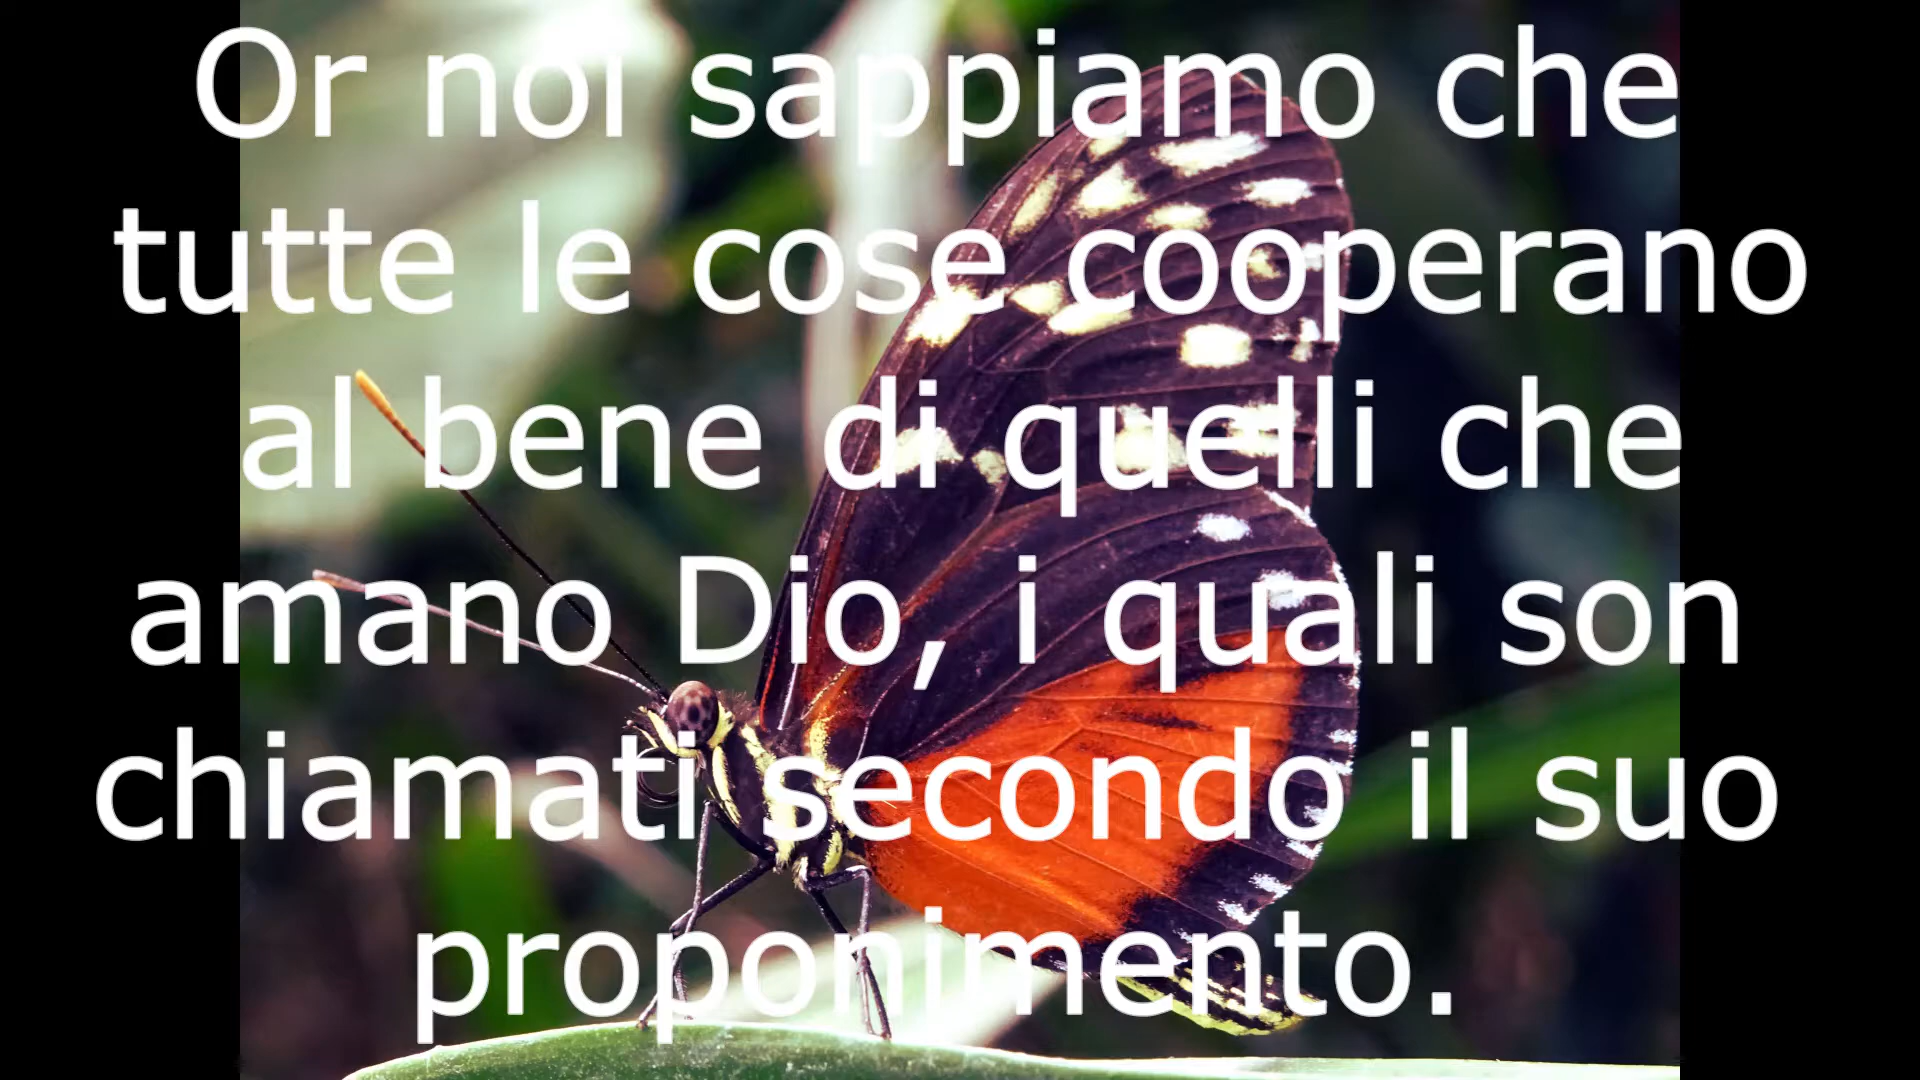 Or noi sappiamo che
tutte le cose cooperano
al bene di quelli che
amano Dio, i quali son
chiamati secondo il suo
proponimento.